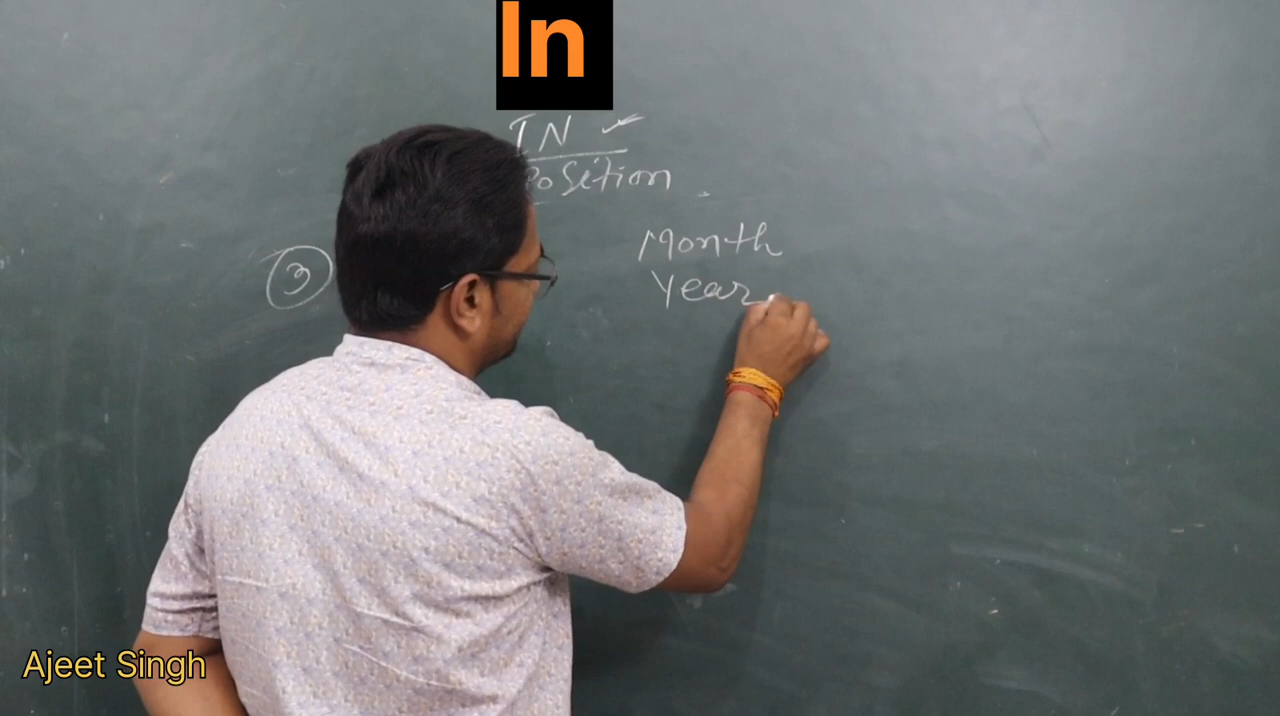 In
IN
Position
③
Month
Year
Ajeet Singh